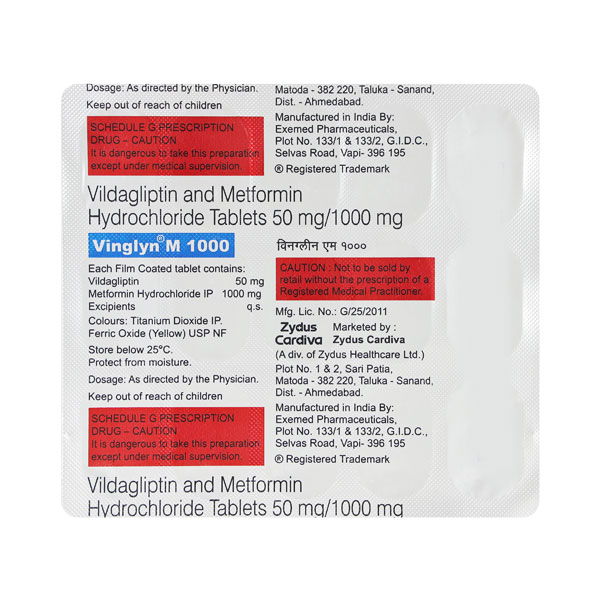 Dosage: As directed by the Physician.
Keep out of reach of children
SCHEDULE G PRESCRIPTION
DRUG – CAUTION
It is dangerous to take this preparation
except under medical supervision.
Matoda - 382 220, Taluka - Sanand,
Dist. - Ahmedabad.
Manufactured in India By:
Exemed Pharmaceuticals,
Plot No. 133/1 & 133/2, G.I.D.C.,
Selvas Road, Vapi- 396 195
® Registered Trademark
Vildagliptin and Metformin
Hydrochloride Tablets 50 mg/1000 mg
Vinglyn® M 1000
विनग्लीन एम १०००
Each Film Coated tablet contains:
Vildagliptin 50 mg
Metformin Hydrochloride IP 1000 mg
Excipients q.s.
Colours: Titanium Dioxide IP.
Ferric Oxide (Yellow) USP NF
Store below 25°C.
Protect from moisture.
Dosage: As directed by the Physician.
Keep out of reach of children
SCHEDULE G PRESCRIPTION
DRUG – CAUTION
It is dangerous to take this preparation
except under medical supervision.
CAUTION : Not to be sold by
retail without the prescription of a
Registered Medical Practitioner.
Mfg. Lic. No.: G/25/2011
Zydus
Cardiva
Marketed by :
Zydus Cardiva
(A div. of Zydus Healthcare Ltd.)
Plot No. 1 & 2, Sari Patia,
Matoda - 382 220, Taluka - Sanand,
Dist. - Ahmedabad.
Manufactured in India By:
Exemed Pharmaceuticals,
Plot No. 133/1 & 133/2, G.I.D.C.,
Selvas Road, Vapi- 396 195
® Registered Trademark
Vildagliptin and Metformin
Hydrochloride Tablets 50 mg/1000 mg